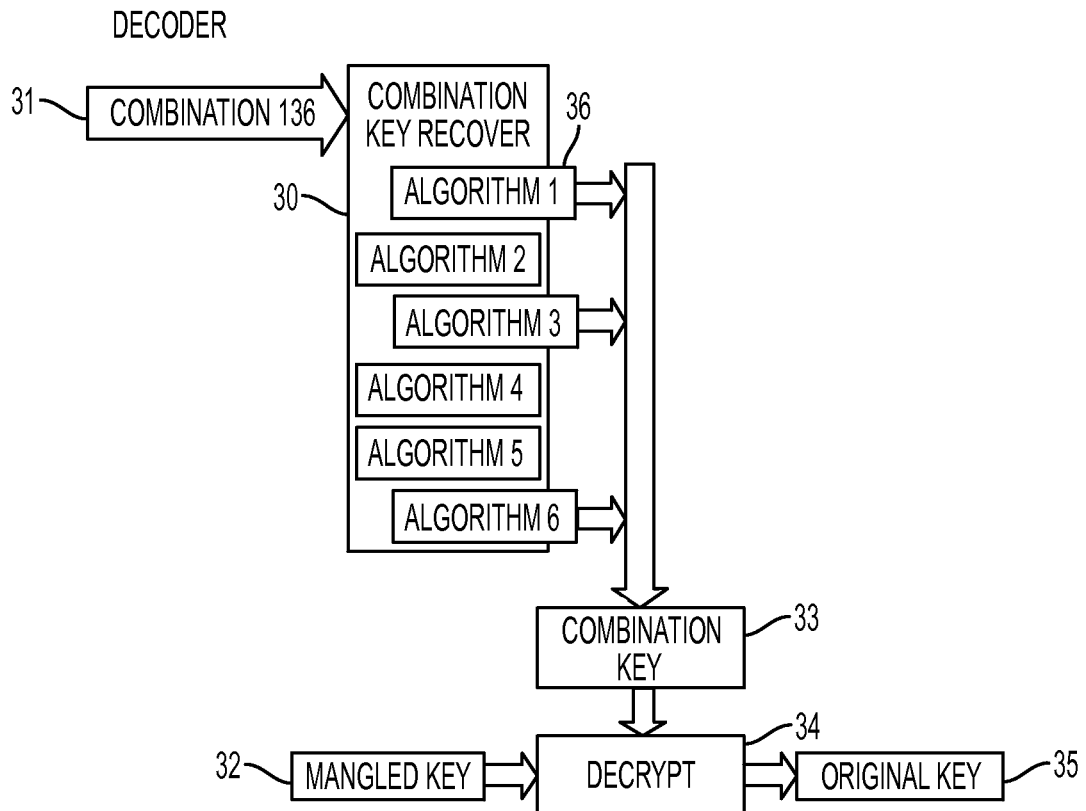 DECODER
31
COMBINATION 136
COMBINATION
KEY RECOVER
36
30
ALGORITHM 1
ALGORITHM 2
ALGORITHM 3
ALGORITHM 4
ALGORITHM 5
ALGORITHM 6
COMBINATION
KEY
33
34
32
MANGLED KEY
DECRYPT
ORIGINAL KEY
35